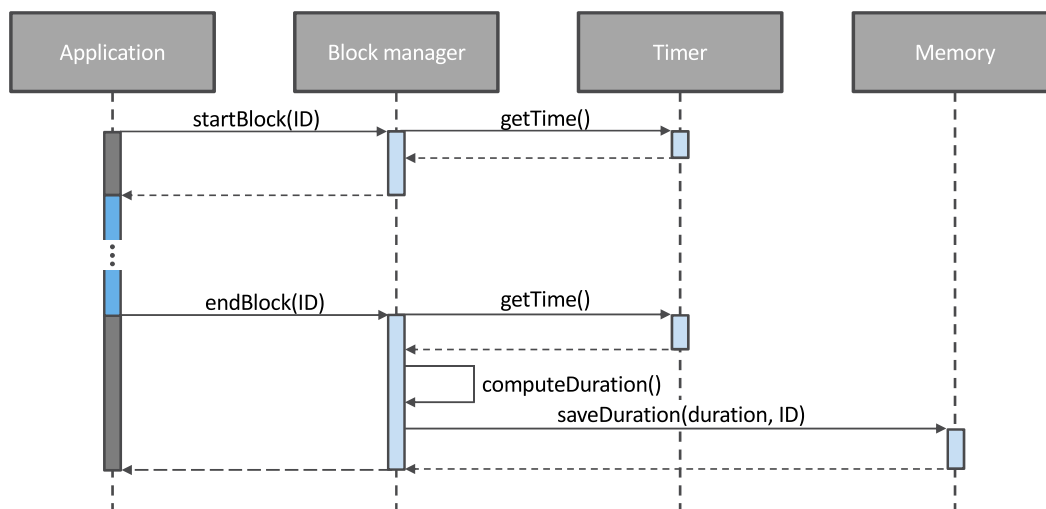 Application
Block manager
Timer
Memory
startBlock(ID)
getTime()
endBlock(ID)
getTime()
computeDuration()
saveDuration(duration, ID)